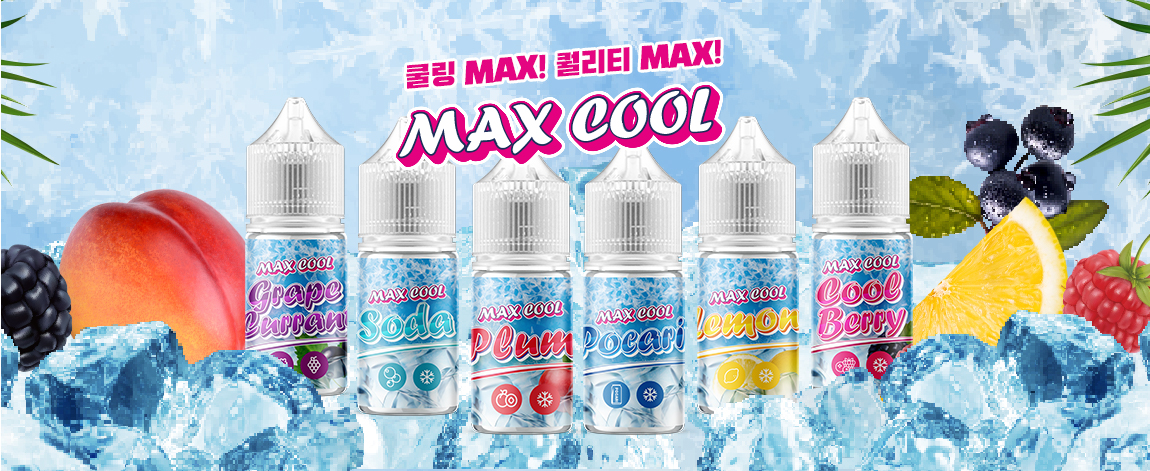 쿨링 MAX! 퀄리티 MAX!
MAX COOL
MAX COOL
Grape
Currant
MAX COOL
Soda
MAX COOL
Plum
MAX COOL
Pocari
MAX COOL
Lemon
MAX COOL
Cool
Berry